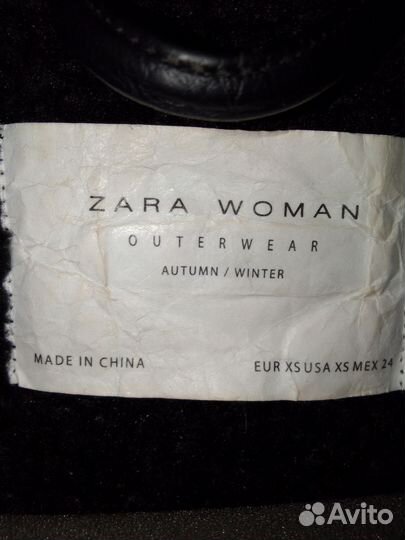 ZARA WOMAN
OUTERWEAR
AUTUMN / WINTER
MADE IN CHINA
EUR XS USA XS MEX 24
Avito